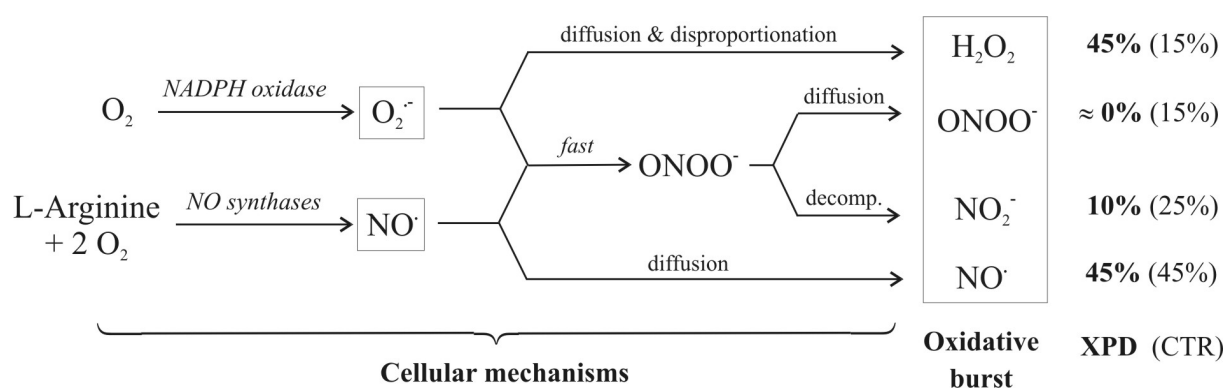 diffusion & disproportionation
H₂O₂
45% (15%)
O₂
NADPH oxidase
O₂·⁻
diffusion
ONOO⁻
≈ 0% (15%)
fast
ONOO⁻
L-Arginine
+ 2 O₂
NO synthases
NO·
decomp.
NO₂⁻
10% (25%)
diffusion
NO·
45% (45%)
Cellular mechanisms
Oxidative
burst
XPD (CTR)